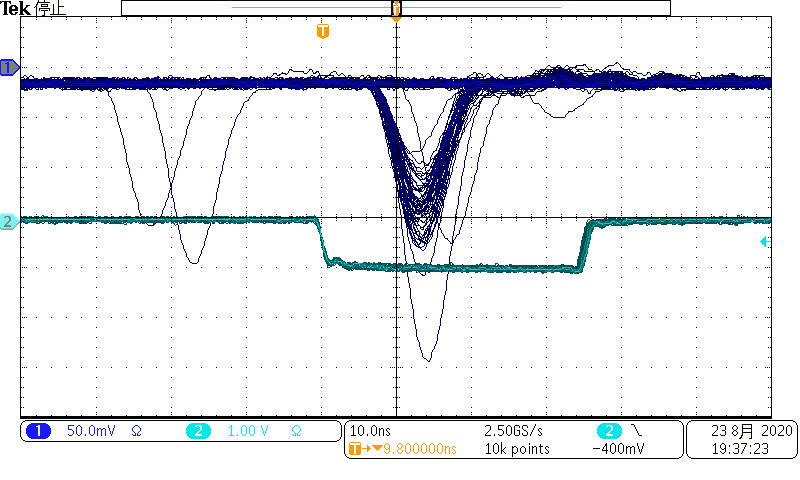 Tek 停止
T
1
2
1 50.0mV Ω 2 1.00 V Ω
10.0ns 2.50GS/s 2 -400mV
T→▼9.800000ns 10k points
23 8月 2020
19:37:23